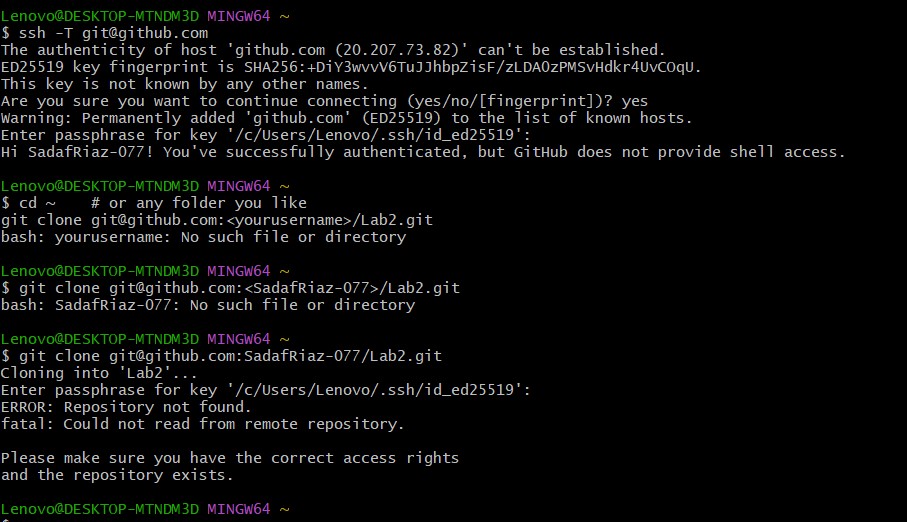 Lenovo@DESKTOP-MTNDM3D MINGW64 ~
$ ssh -T git@github.com
The authenticity of host 'github.com (20.207.73.82)' can't be established.
ED25519 key fingerprint is SHA256:+DiY3wvvV6TuJJhbpZisF/zLDA0zPMSvHdkr4UvCOqU.
This key is not known by any other names.
Are you sure you want to continue connecting (yes/no/[fingerprint])? yes
Warning: Permanently added 'github.com' (ED25519) to the list of known hosts.
Enter passphrase for key '/c/Users/Lenovo/.ssh/id_ed25519':
Hi SadafRiaz-077! You've successfully authenticated, but GitHub does not provide shell access.
Lenovo@DESKTOP-MTNDM3D MINGW64 ~
$ cd ~    # or any folder you like
git clone git@github.com:<yourusername>/Lab2.git
bash: yourusername: No such file or directory
Lenovo@DESKTOP-MTNDM3D MINGW64 ~
$ git clone git@github.com:<SadafRiaz-077>/Lab2.git
bash: SadafRiaz-077: No such file or directory
Lenovo@DESKTOP-MTNDM3D MINGW64 ~
$ git clone git@github.com:SadafRiaz-077/Lab2.git
Cloning into 'Lab2'...
Enter passphrase for key '/c/Users/Lenovo/.ssh/id_ed25519':
ERROR: Repository not found.
fatal: Could not read from remote repository.
Please make sure you have the correct access rights
and the repository exists.
Lenovo@DESKTOP-MTNDM3D MINGW64 ~